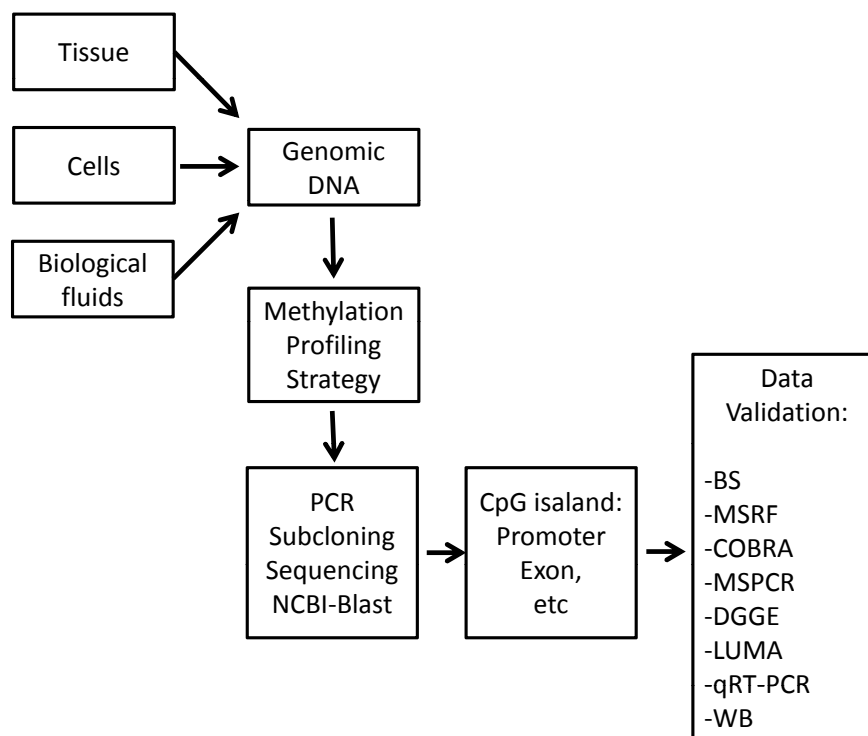 Tissue
Cells
Biological
fluids
Genomic
DNA
Methylation
Profiling
Strategy
PCR
Subcloning
Sequencing
NCBI-Blast
CpG isaland:
Promoter
Exon,
etc
Data
Validation:
-BS
-MSRF
-COBRA
-MSPCR
-DGGE
-LUMA
-qRT-PCR
-WB